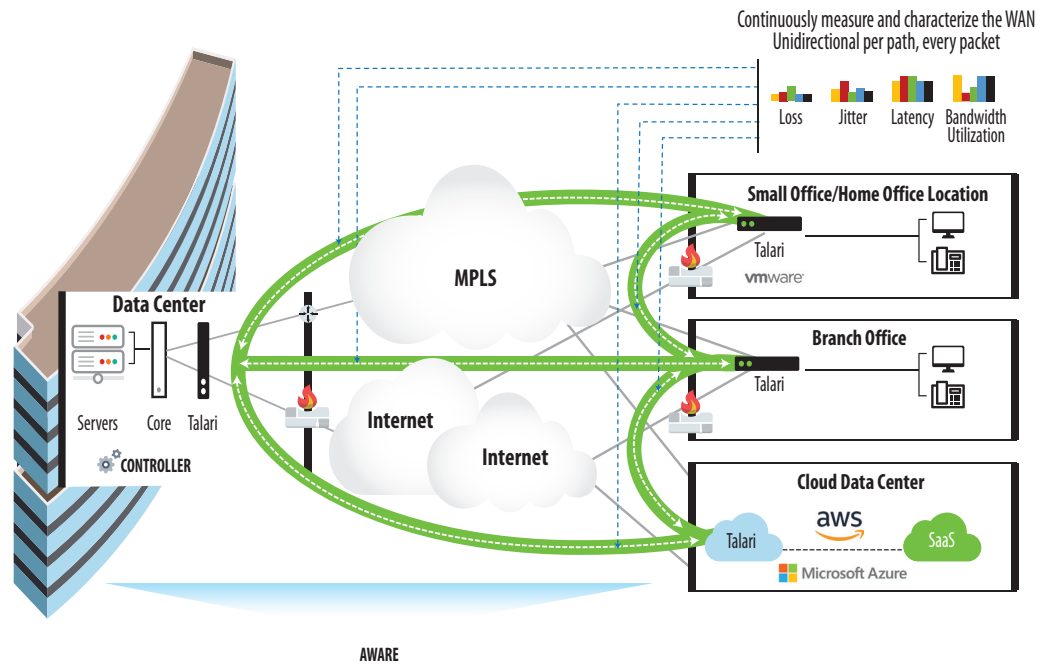 Continuously measure and characterize the WAN
Unidirectional per path, every packet
Loss
Jitter
Latency
Bandwidth
Utilization
Small Office/Home Office Location
Talari
vmware®
MPLS
Data Center
Servers
Core
Talari
CONTROLLER
Branch Office
Talari
Internet
Internet
Cloud Data Center
aws
Talari
SaaS
Microsoft Azure
AWARE